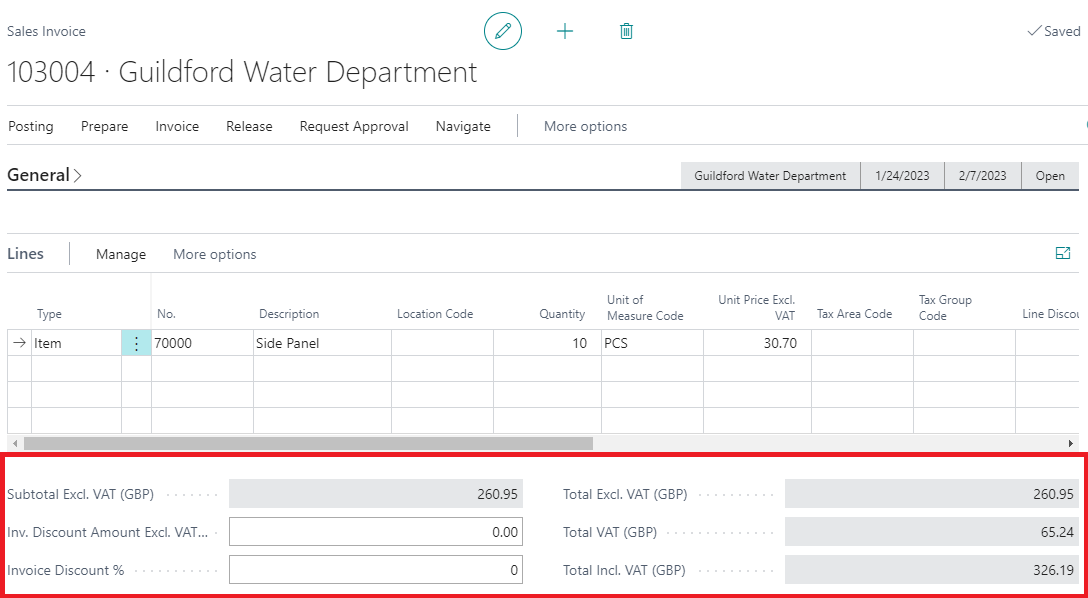 Sales Invoice
Saved
103004 · Guildford Water Department
Posting Prepare Invoice Release Request Approval Navigate More options
General
Guildford Water Department 1/24/2023 2/7/2023 Open
Lines Manage More options
Type No. Description Location Code Quantity Unit of Measure Code Unit Price Excl. VAT Tax Area Code Tax Group Code Line Discou
Item 70000 Side Panel 10 PCS 30.70
Subtotal Excl. VAT (GBP) 260.95 Total Excl. VAT (GBP) 260.95
Inv. Discount Amount Excl. VAT... 0.00 Total VAT (GBP) 65.24
Invoice Discount % 0 Total Incl. VAT (GBP) 326.19